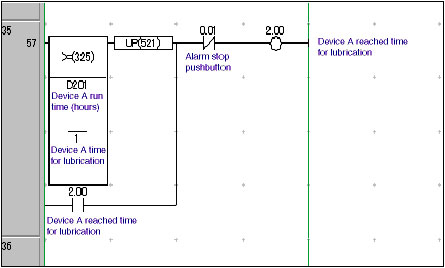 35
57
>=(325)
UP(521)
0.01
2.00
Device A reached time
for lubrication
Alarm stop
pushbutton
D201
Device A run
time (hours)
1
Device A time
for lubrication
2.00
Device A reached time
for lubrication
36